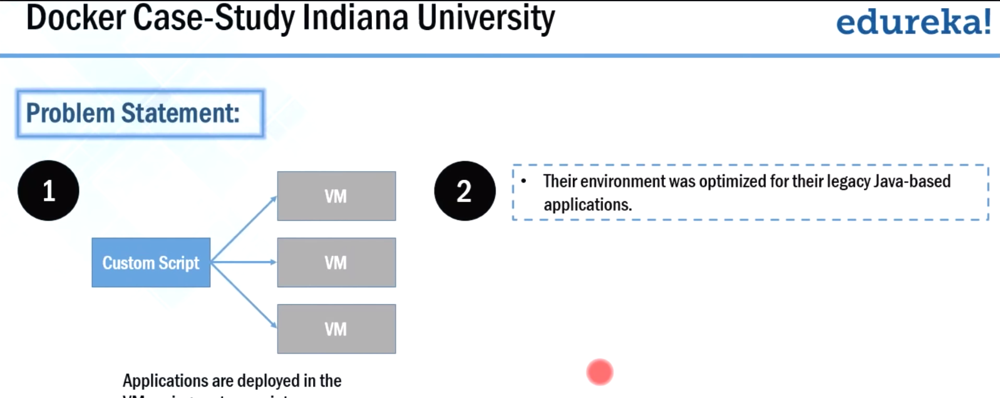 Docker Case-Study Indiana University
edureka!
Problem Statement:
1
VM
Custom Script
VM
VM
Applications are deployed in the
2
• Their environment was optimized for their legacy Java-based
applications.